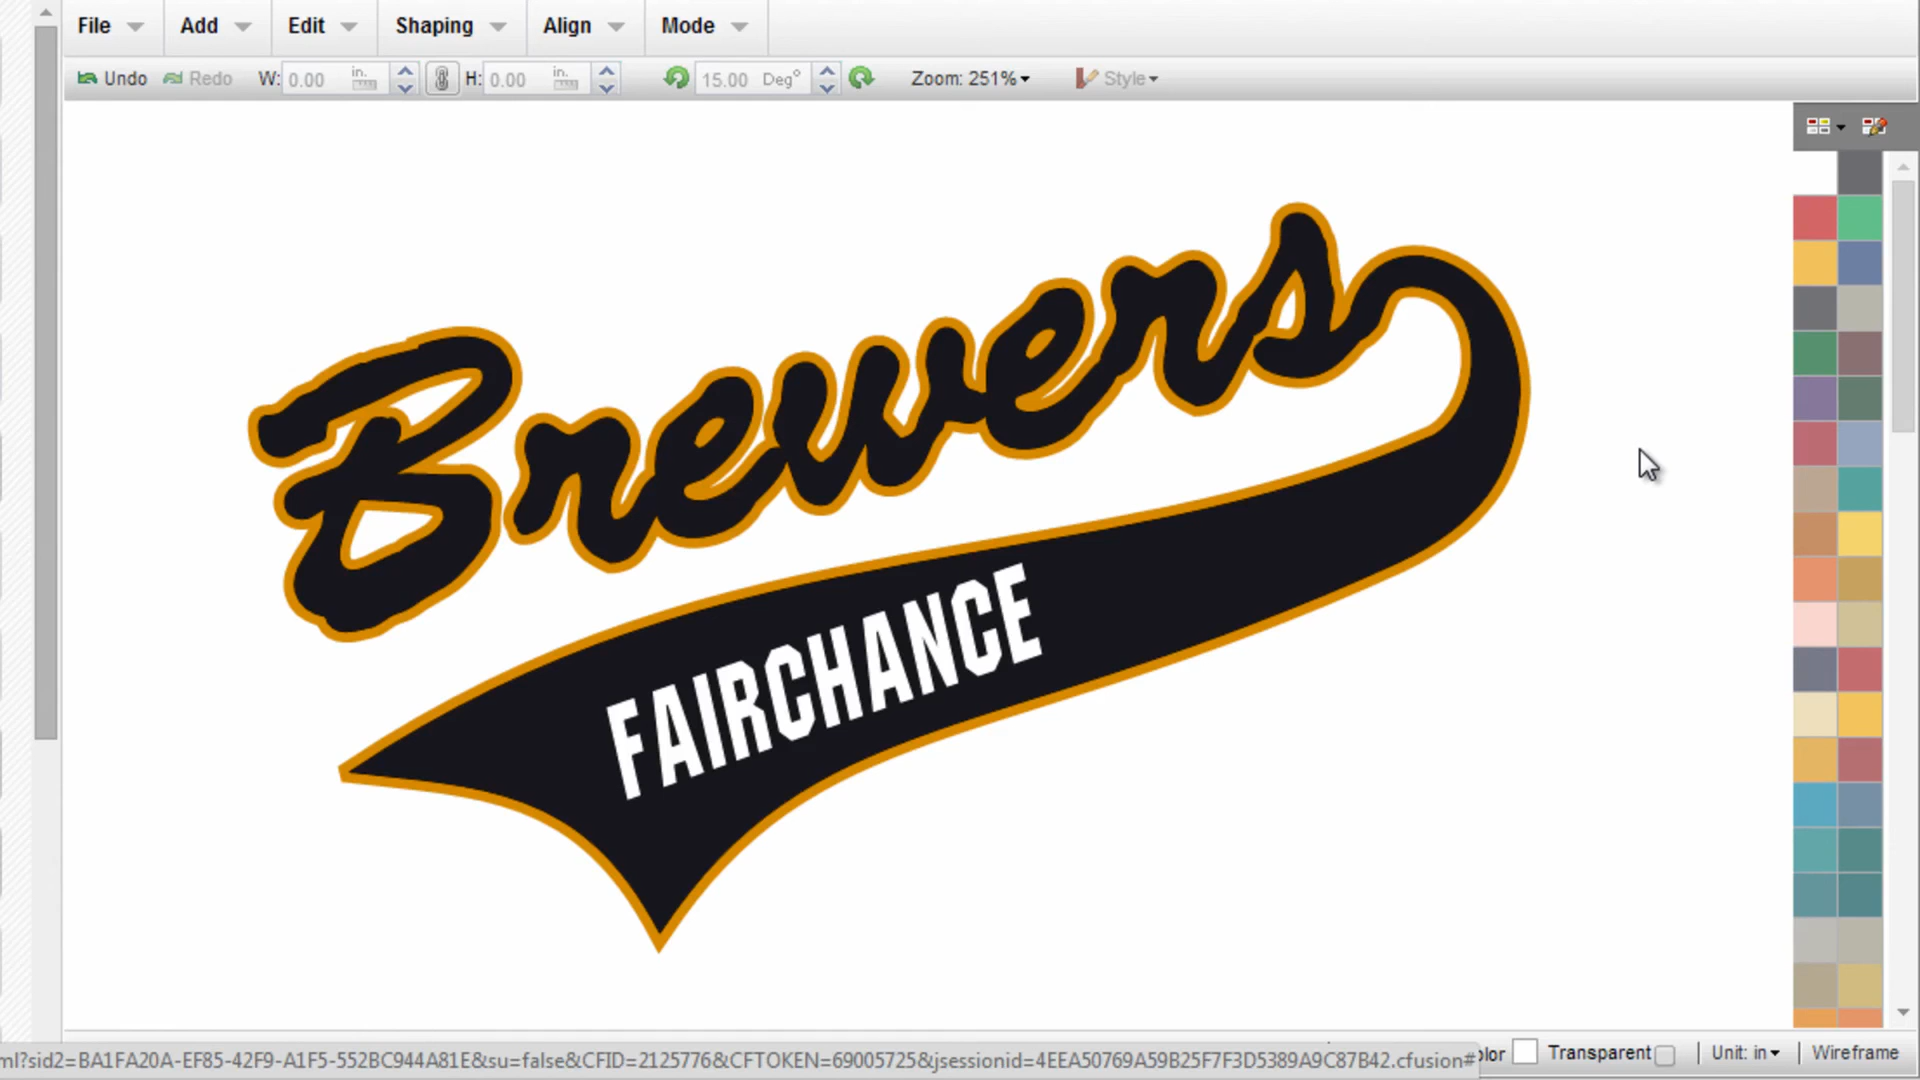 File Add Edit Shaping Align Mode
Undo Redo W: 0.00 in. H: 0.00 in. 15.00 Deg° Zoom: 251% Style
Brewers
FAIRCHANCE
ml?sid2=BA1FA20A-EF85-42F9-A1F5-552BC944A81E&su=false&CFID=2125776&CFTOKEN=69005725&jsessionid=4EEA50769A59B25F7F3D5389A9C87B42.cfusion# olor Transparent Unit: in Wireframe